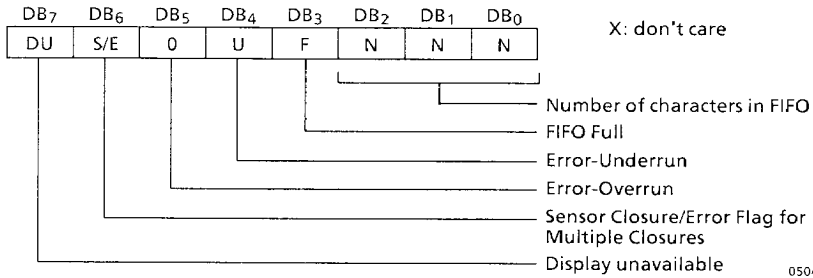 DB7 DB6 DB5 DB4 DB3 DB2 DB1 DB0
X: don't care
DU S/E 0 U F N N N
Number of characters in FIFO
FIFO Full
Error-Underrun
Error-Overrun
Sensor Closure/Error Flag for
Multiple Closures
Display unavailable